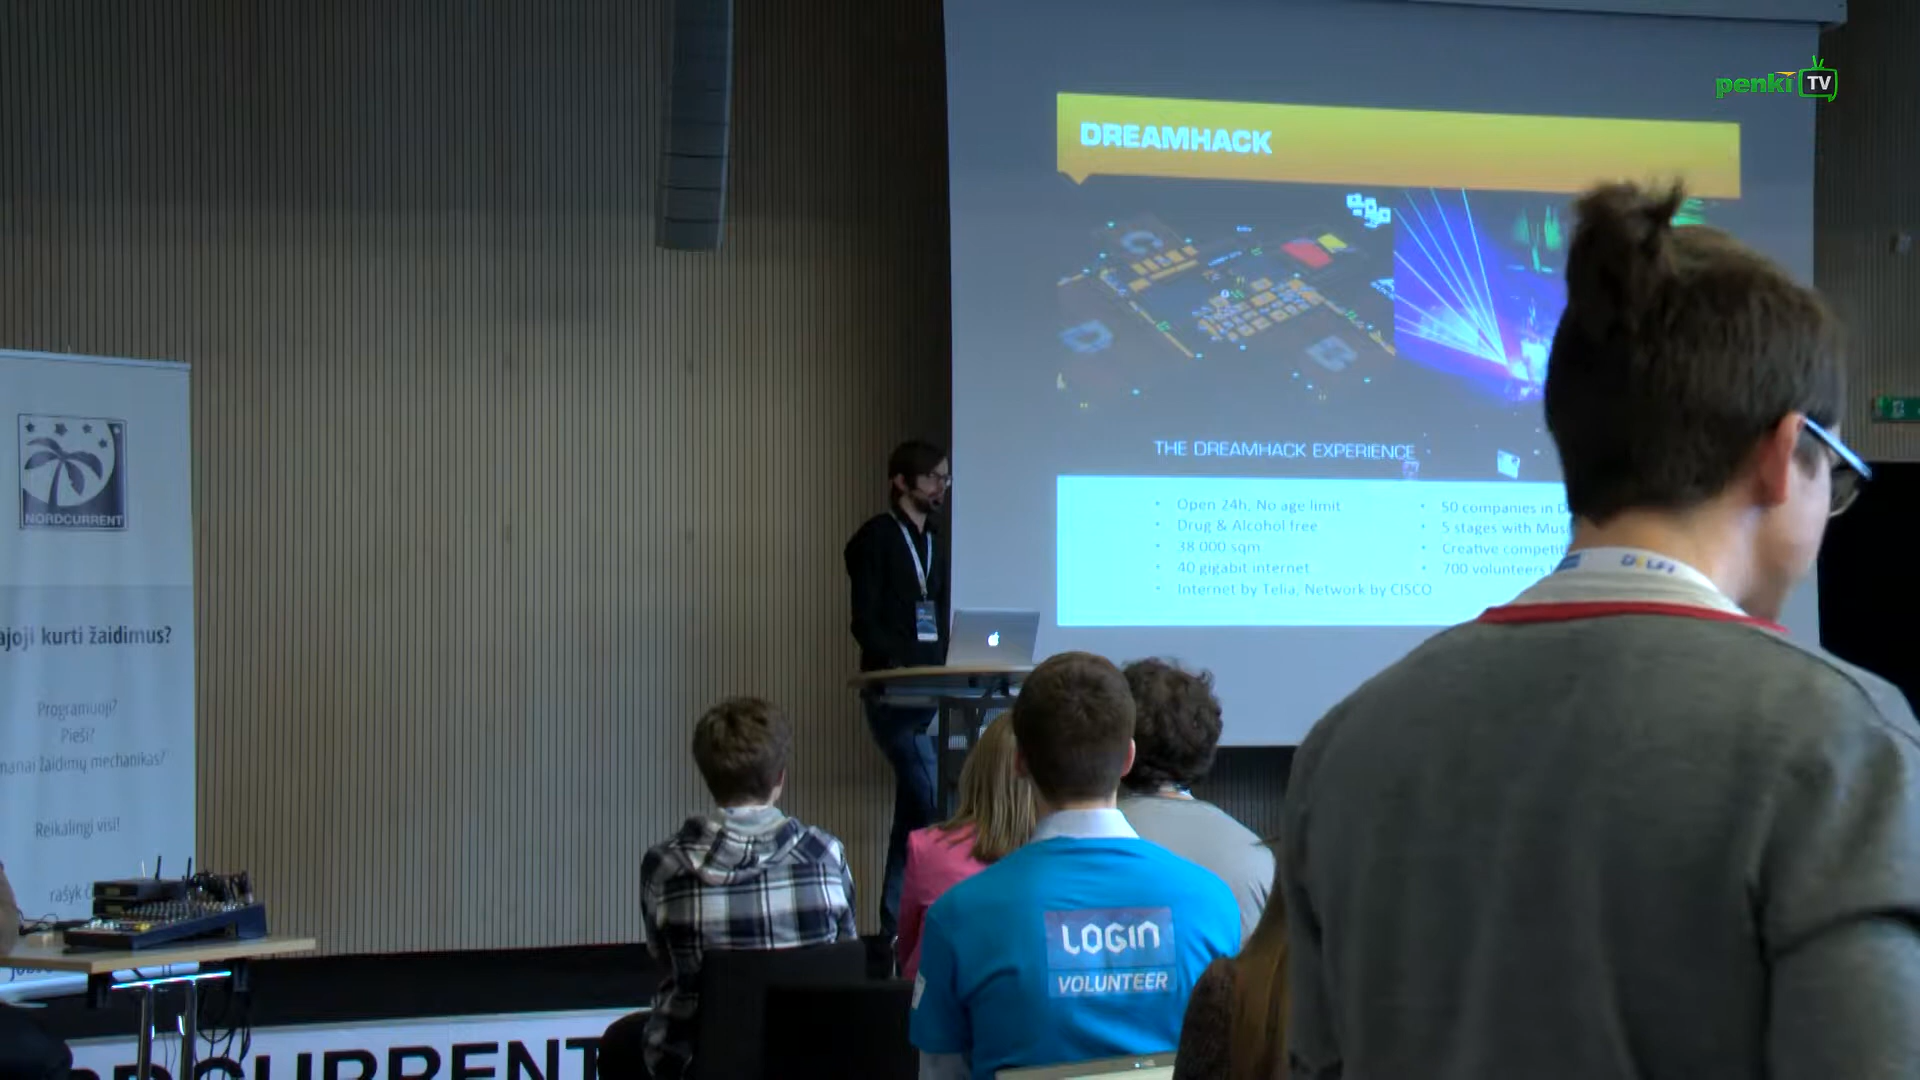 penki TV
DREAMHACK
THE DREAMHACK EXPERIENCE
• Open 24h, No age limit
• Drug & Alcohol free
• 38 000 sqm
• 40 gigabit internet
• Internet by Telia, Network by CISCO
• 50 companies in
• 5 stages with
• Creative
• 700 volunteers
NORDCURRENT
kurti žaidimus?
Programuoji?
Pieši?
žaidimų mechanikas?
Reikalingi visi!
rašyk
DELFI
LOGIN
VOLUNTEER
RDCURRENT